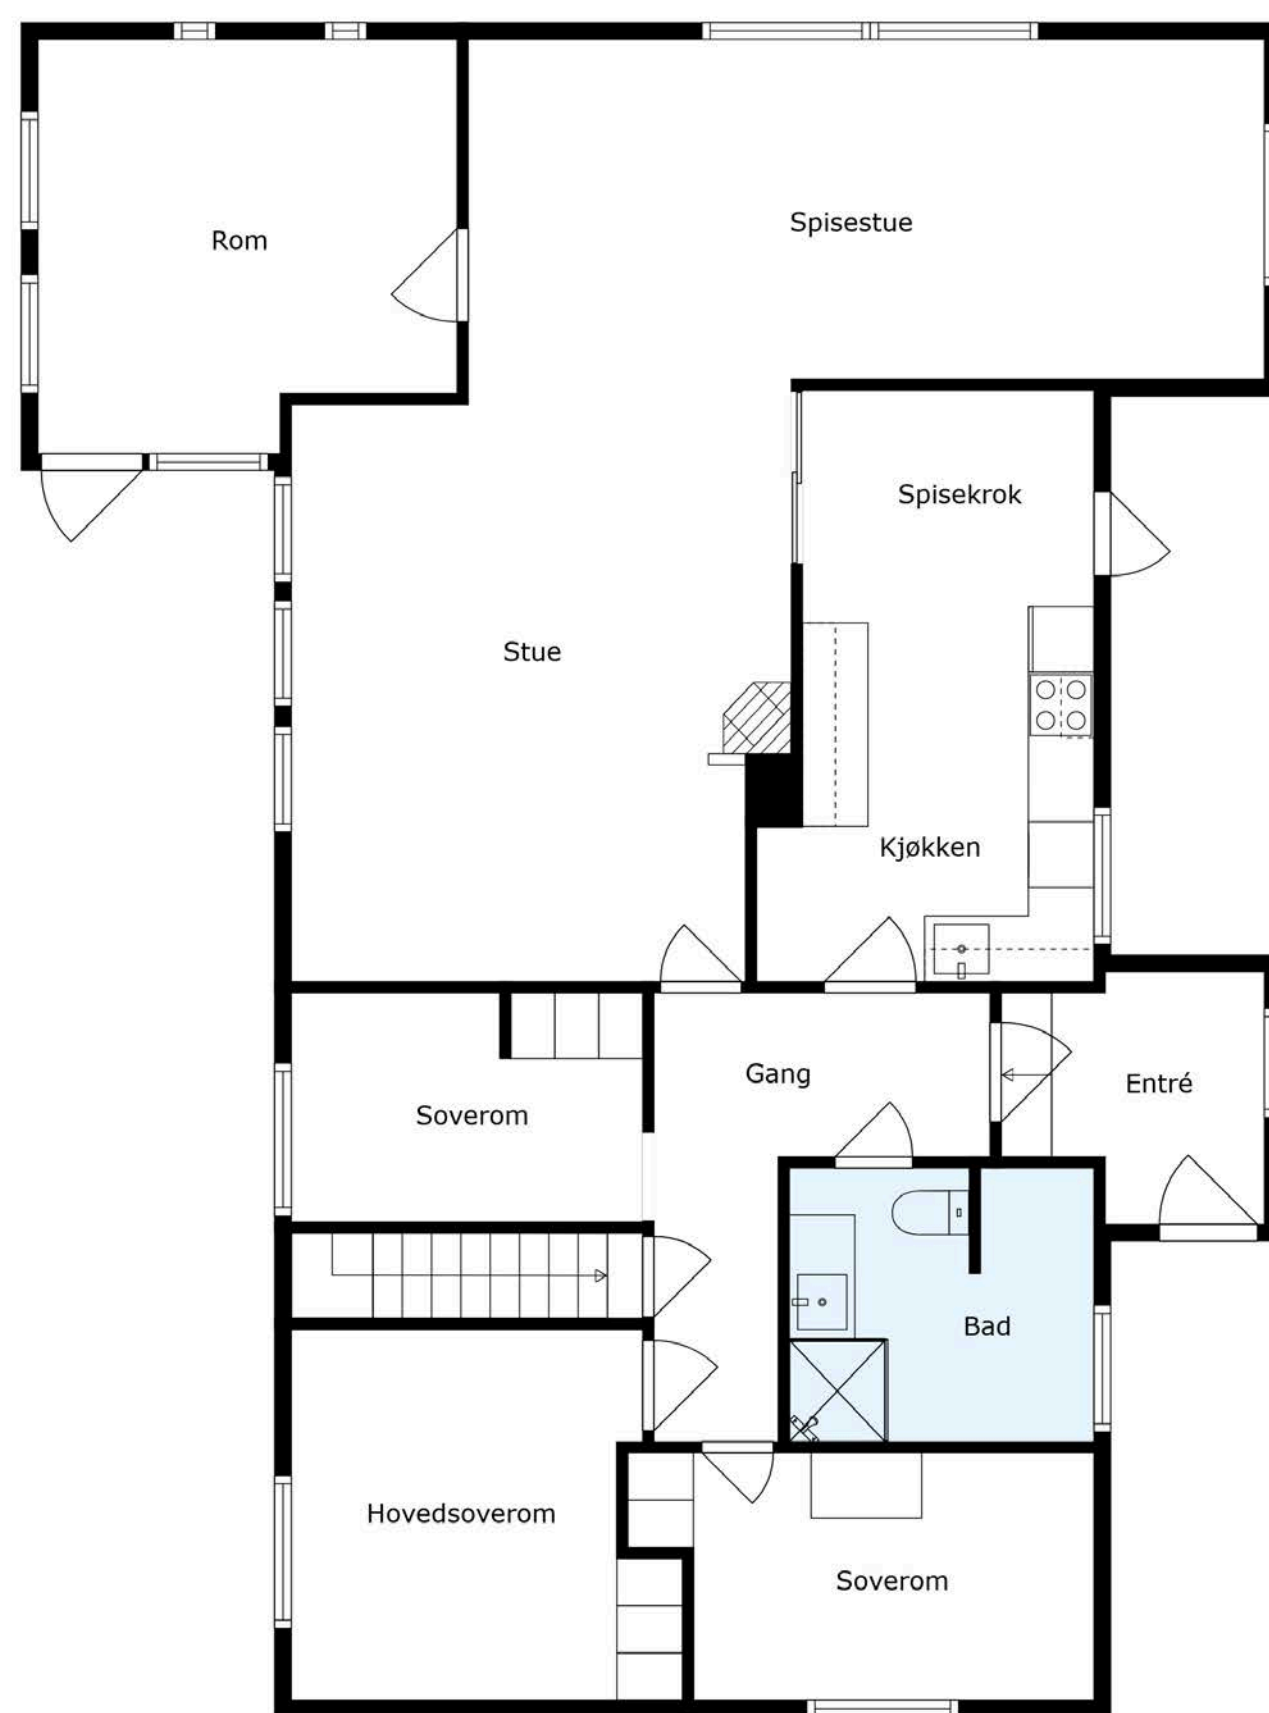 Spisestue
Rom
Spisekrok
Stue
Kjøkken
Gang
Entré
Soverom
Bad
Hovedsoverom
Soverom